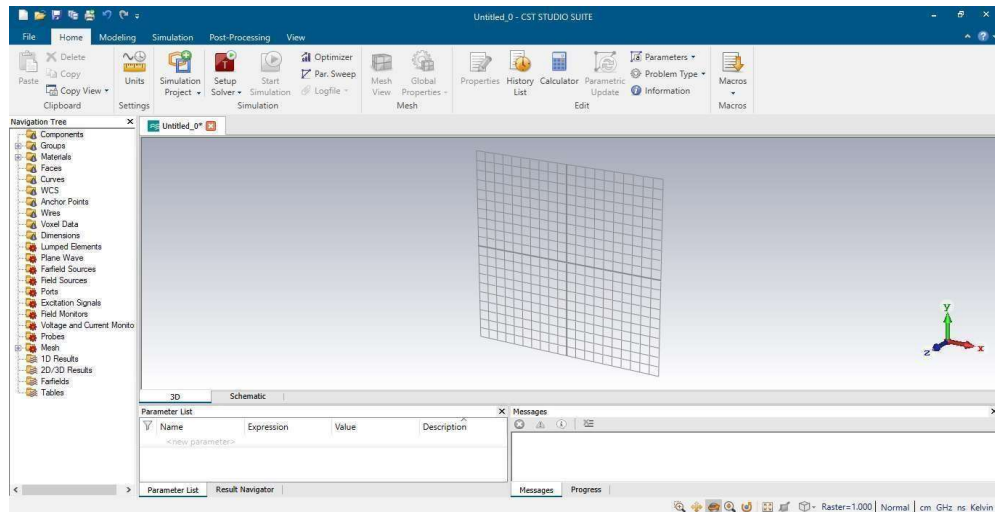 Untitled_0 - CST STUDIO SUITE
File Home Modeling Simulation Post-Processing View
Paste
Delete
Copy
Copy View
Clipboard
Units
Settings
Simulation Project
Setup Solver
Start Simulation
Optimizer
Par. Sweep
Logfile
Simulation
Mesh View
Global Properties
Mesh
Properties
History List
Calculator
Parametric Update
Parameters
Problem Type
Information
Edit
Macros
Macros
Navigation Tree
Components
Groups
Materials
Faces
Curves
WCS
Anchor Points
Wires
Voxel Data
Dimensions
Lumped Elements
Plane Wave
Farfield Sources
Field Sources
Ports
Excitation Signals
Field Monitors
Voltage and Current Monito
Probes
Mesh
1D Results
2D/3D Results
Farfields
Tables
Untitled_0*
y
z x
3D Schematic
Parameter List
Name Expression Value Description
<new parameter>
Parameter List Result Navigator
Messages
Messages Progress
Raster=1.000 Normal cm GHz ns Kelvin